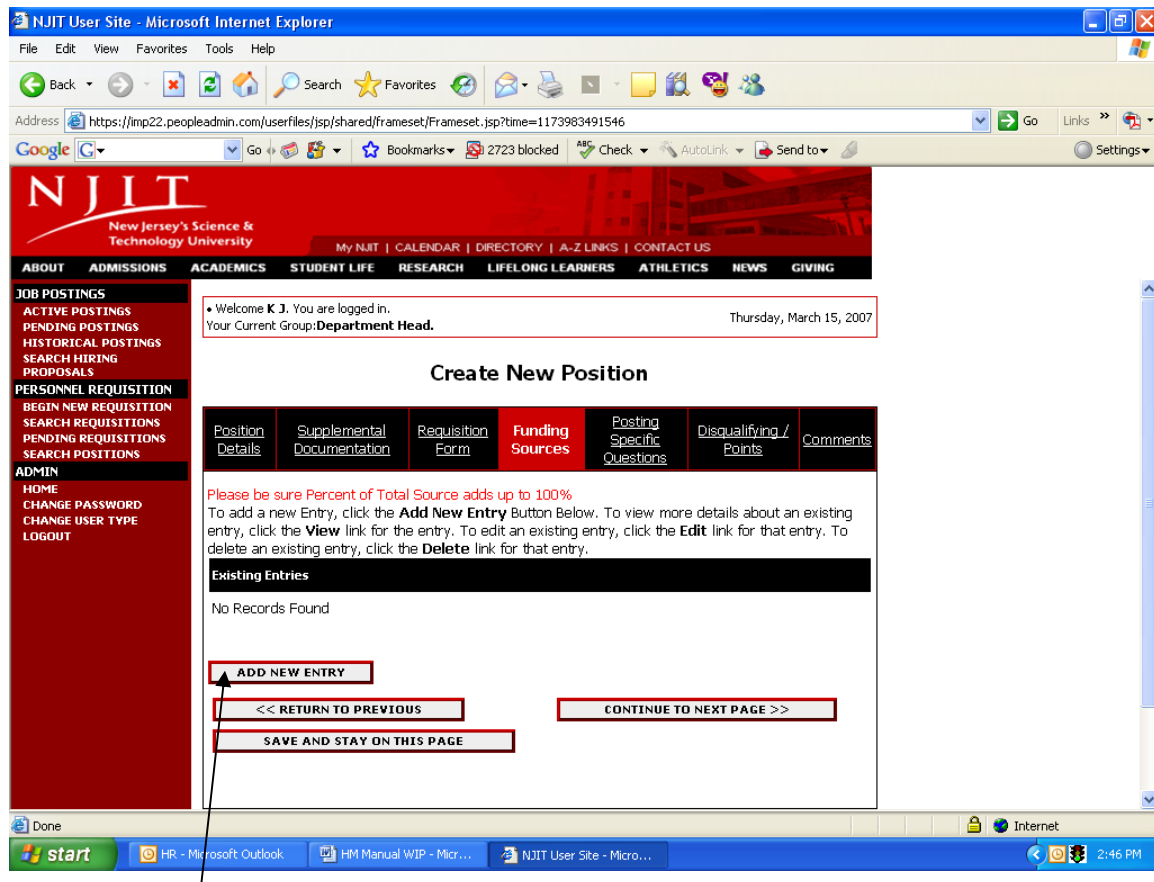 NJIT User Site - Microsoft Internet Explorer
File Edit View Favorites Tools Help
Back Search Favorites
Address https://imp22.peopleadmin.com/userfiles/jsp/shared/frameset/Frameset.jsp?time=1173983491546 Go Links »
Google G Go Bookmarks 2723 blocked ABC Check AutoLink Send to Settings
NJIT
New Jersey's Science &
Technology University
My NJIT | CALENDAR | DIRECTORY | A-Z LINKS | CONTACT US
ABOUT ADMISSIONS ACADEMICS STUDENT LIFE RESEARCH LIFELONG LEARNERS ATHLETICS NEWS GIVING
JOB POSTINGS
ACTIVE POSTINGS
PENDING POSTINGS
HISTORICAL POSTINGS
SEARCH HIRING
PROPOSALS
PERSONNEL REQUISITION
BEGIN NEW REQUISITION
SEARCH REQUISITIONS
PENDING REQUISITIONS
SEARCH POSITIONS
ADMIN
HOME
CHANGE PASSWORD
CHANGE USER TYPE
LOGOUT
• Welcome K J. You are logged in.
Your Current Group:Department Head.
Thursday, March 15, 2007
Create New Position
Position
Details
Supplemental
Documentation
Requisition
Form
Funding
Sources
Posting
Specific
Questions
Disqualifying /
Points
Comments
Please be sure Percent of Total Source adds up to 100%
To add a new Entry, click the Add New Entry Button Below. To view more details about an existing
entry, click the View link for the entry. To edit an existing entry, click the Edit link for that entry. To
delete an existing entry, click the Delete link for that entry.
Existing Entries
No Records Found
ADD NEW ENTRY
<< RETURN TO PREVIOUS
CONTINUE TO NEXT PAGE >>
SAVE AND STAY ON THIS PAGE
Done Internet
start HR - Microsoft Outlook HM Manual WIP - Micr... NJIT User Site - Micro... 2:46 PM